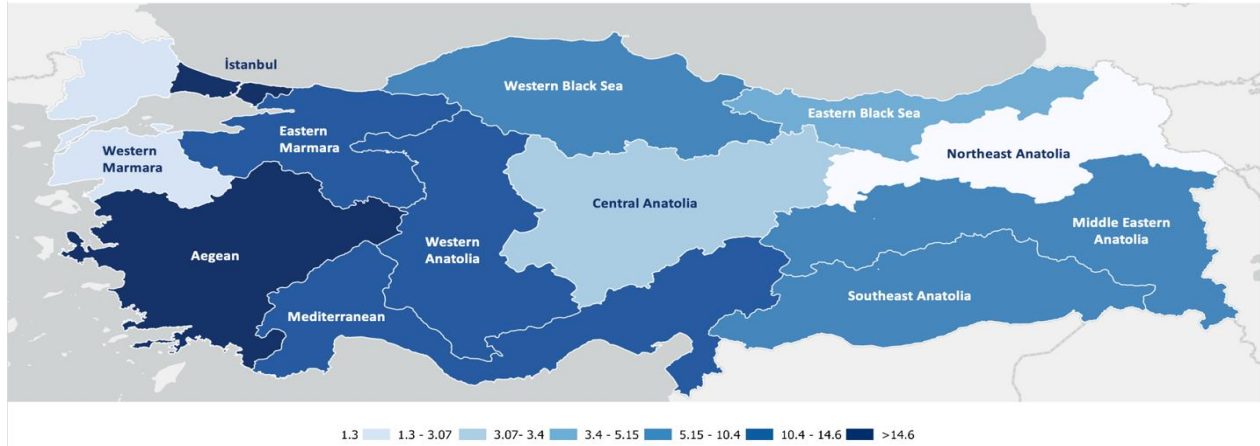 İstanbul
Western Black Sea
Eastern Black Sea
Eastern
Marmara
Western
Marmara
Northeast Anatolia
Central Anatolia
Middle Eastern
Anatolia
Aegean
Western
Anatolia
Southeast Anatolia
Mediterranean
1.3 1.3 - 3.07 3.07- 3.4 3.4 - 5.15 5.15 - 10.4 10.4 - 14.6 >14.6